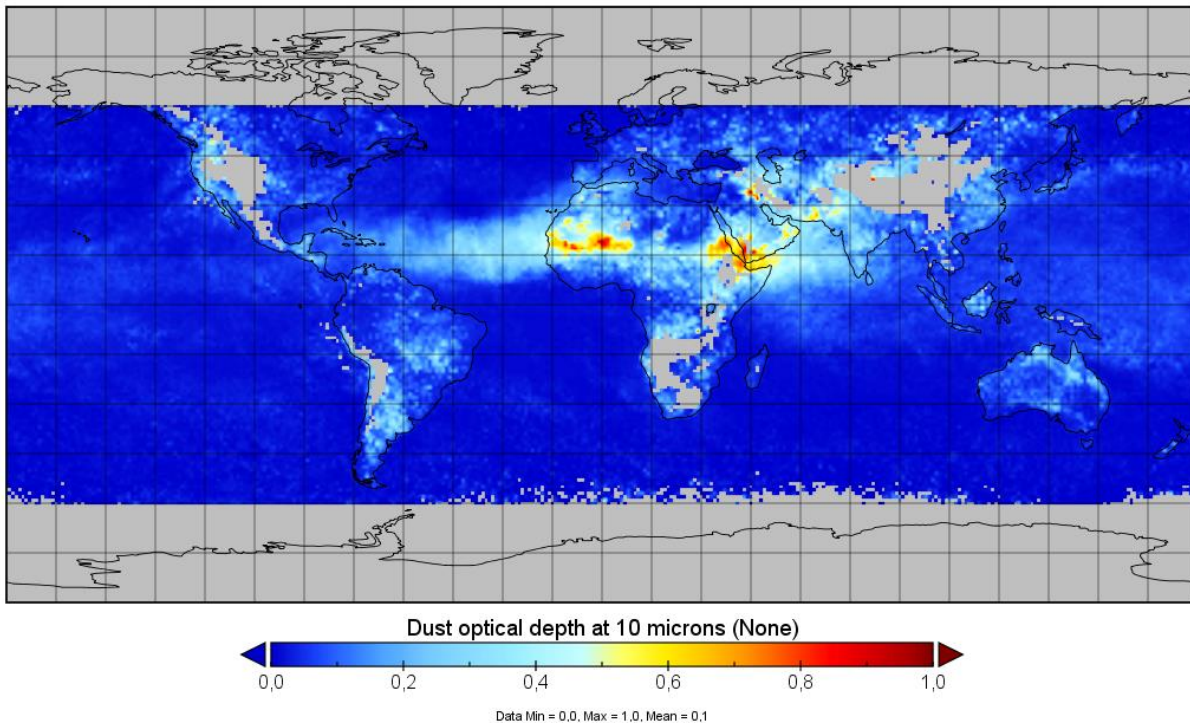 Dust optical depth at 10 microns (None)
0,0 0,2 0,4 0,6 0,8 1,0
Data Min = 0,0, Max = 1,0, Mean = 0,1